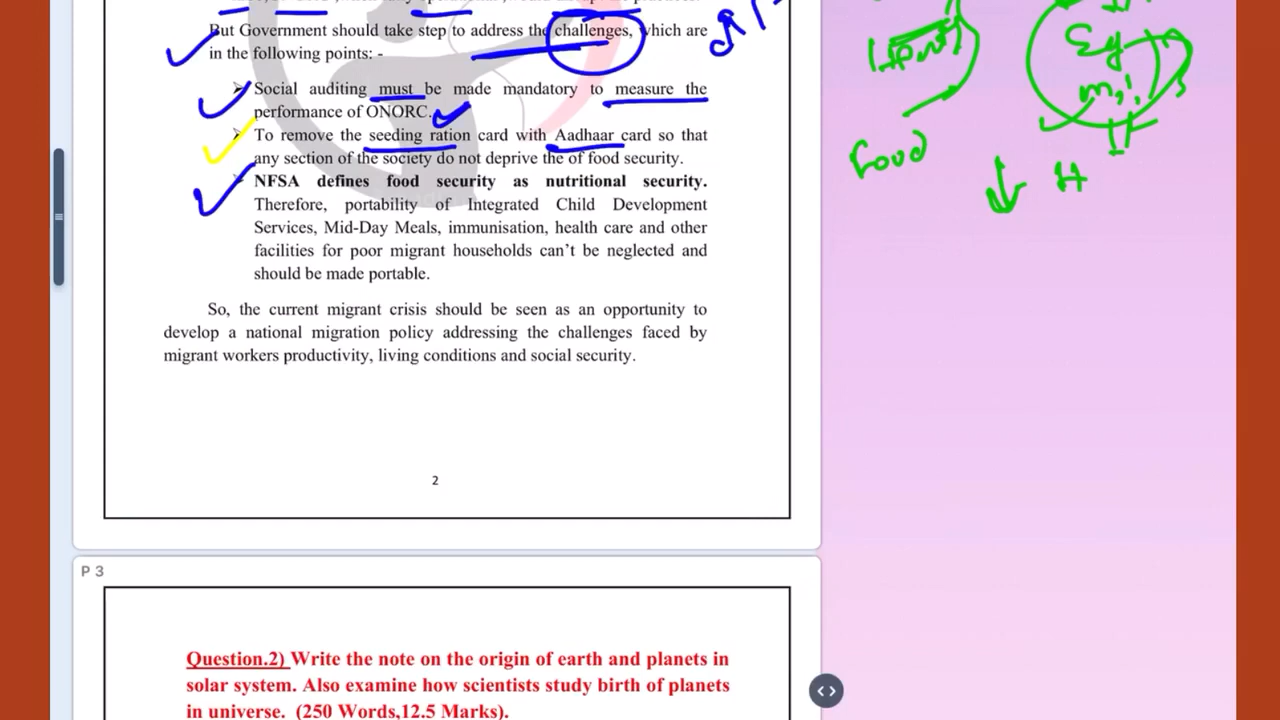 But Government should take step to address the challenges, which are
in the following points: -
Social auditing must be made mandatory to measure the
performance of ONORC.
To remove the seeding ration card with Aadhaar card so that
any section of the society do not deprive the of food security.
NFSA defines food security as nutritional security.
Therefore, portability of Integrated Child Development
Services, Mid-Day Meals, immunisation, health care and other
facilities for poor migrant households can't be neglected and
should be made portable.
So, the current migrant crisis should be seen as an opportunity to
develop a national migration policy addressing the challenges faced by
migrant workers productivity, living conditions and social security.
2
P 3
Question.2) Write the note on the origin of earth and planets in
solar system. Also examine how scientists study birth of planets
in universe. (250 Words,12.5 Marks).
Food